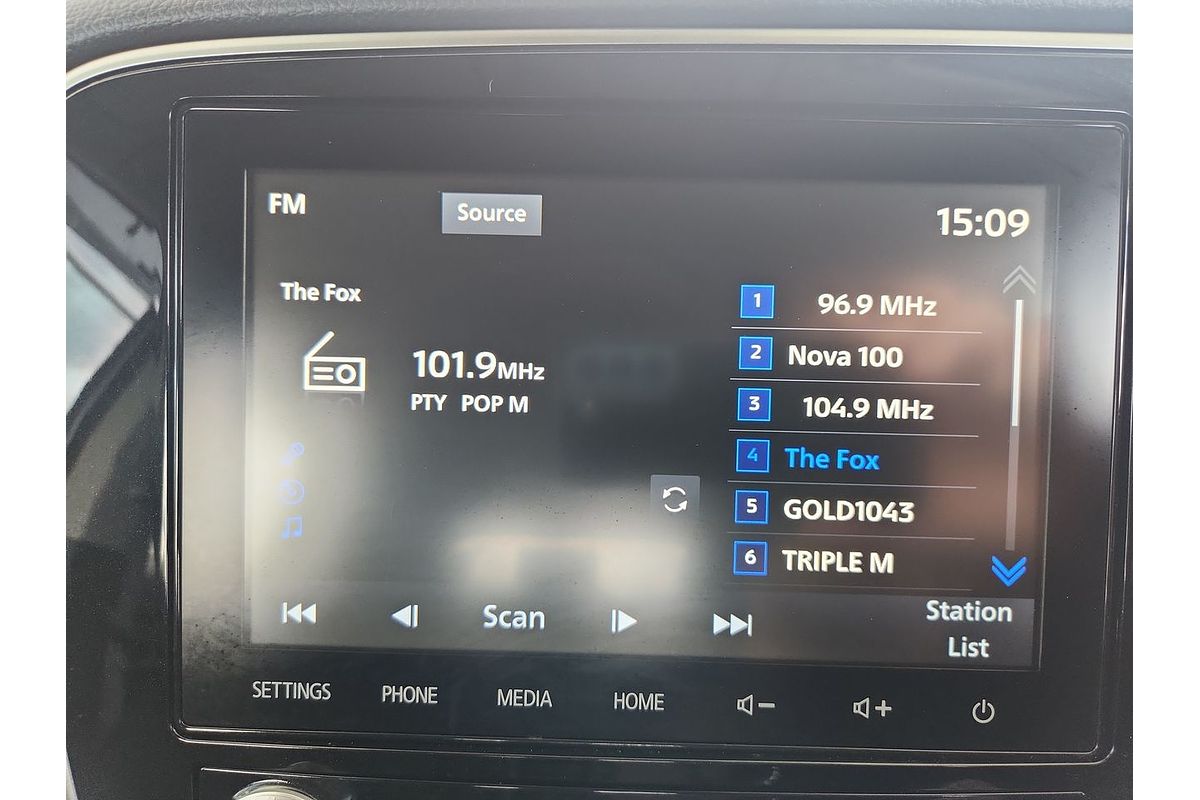 FM
Source
15:09
The Fox
101.9MHz
PTY POP M
1 96.9 MHz
2 Nova 100
3 104.9 MHz
4 The Fox
5 GOLD1043
6 TRIPLE M
Scan
Station
List
SETTINGS PHONE MEDIA HOME